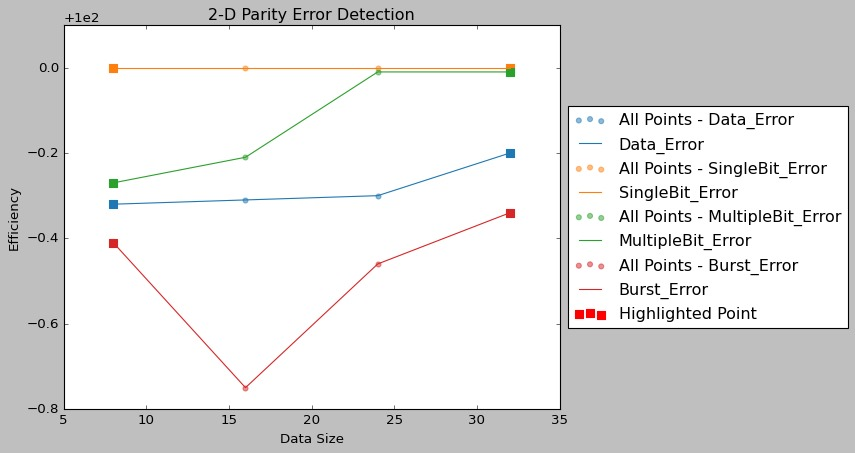 2-D Parity Error Detection
+1e2
0.0
−0.2
−0.4
−0.6
−0.8
Efficiency
5 10 15 20 25 30 35
Data Size
All Points - Data_Error
Data_Error
All Points - SingleBit_Error
SingleBit_Error
All Points - MultipleBit_Error
MultipleBit_Error
All Points - Burst_Error
Burst_Error
Highlighted Point